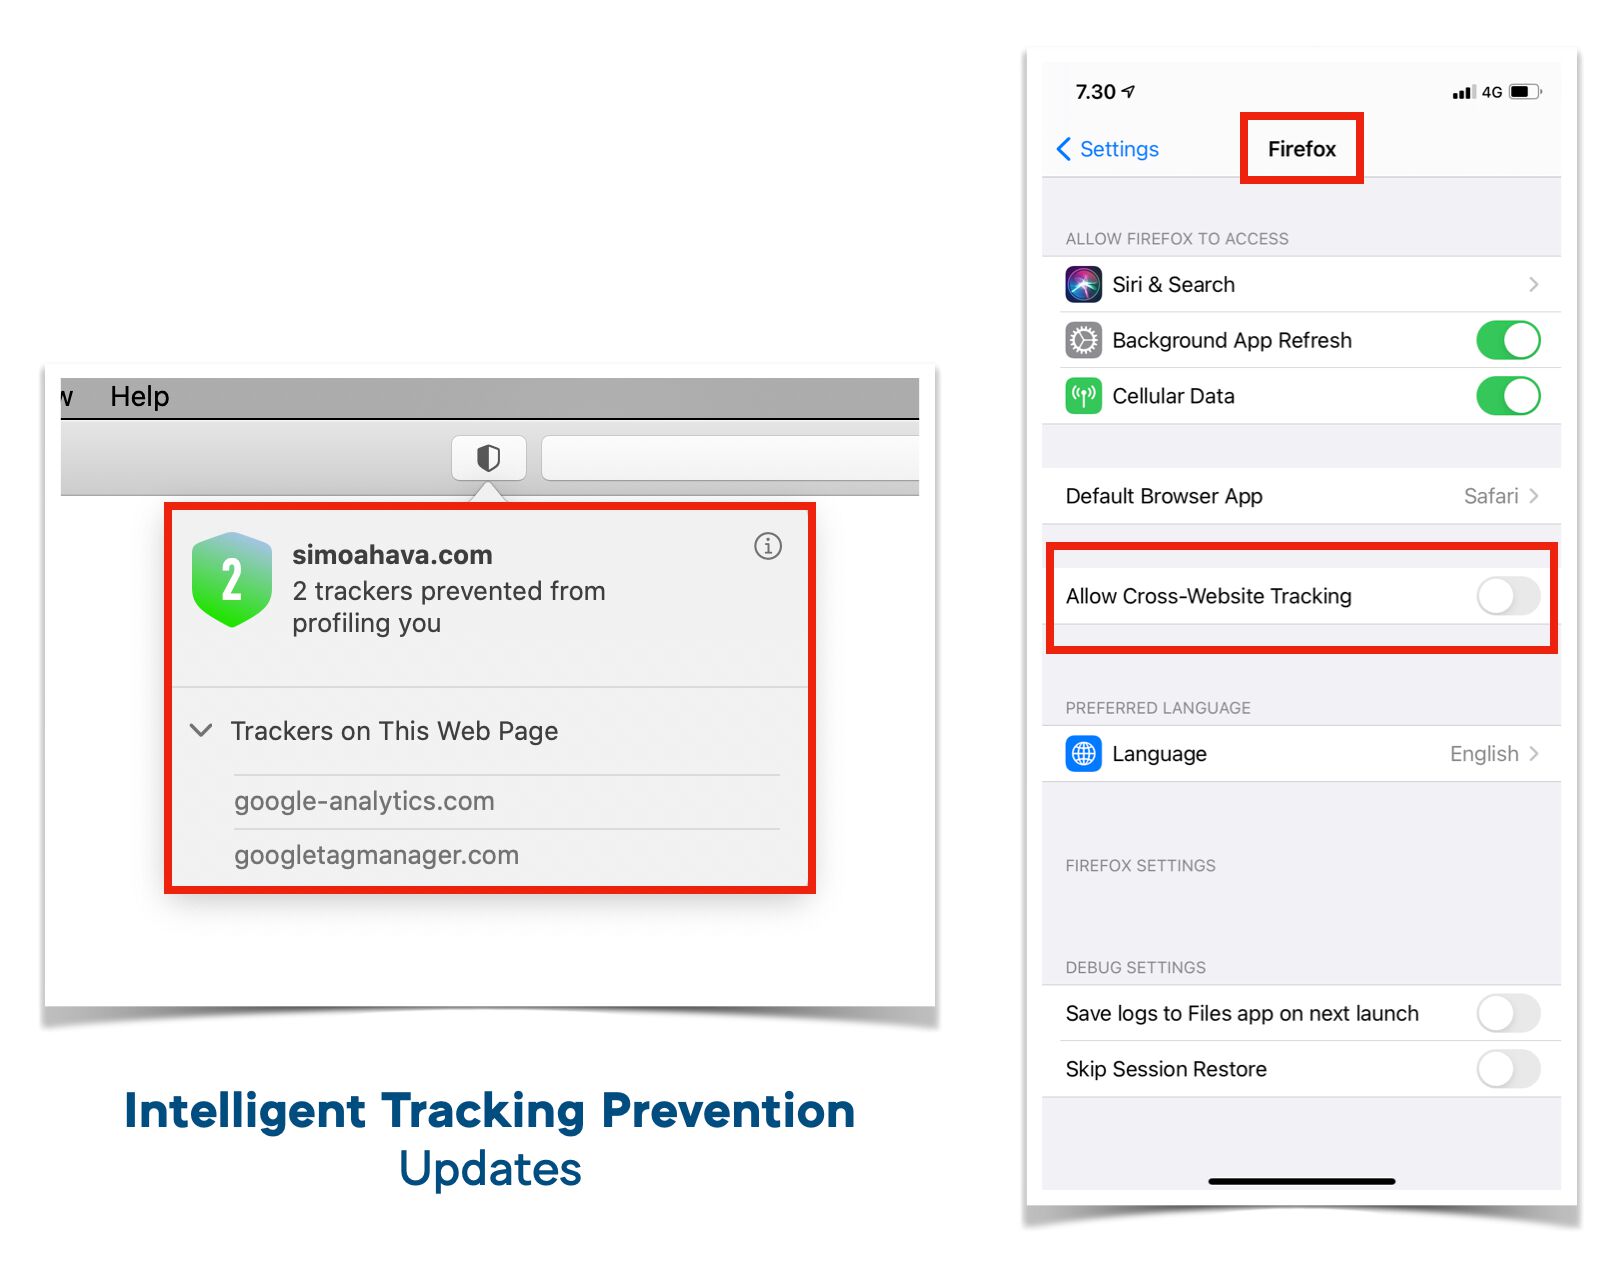 w Help
2
simoahava.com
2 trackers prevented from
profiling you
Trackers on This Web Page
google-analytics.com
googletagmanager.com
Intelligent Tracking Prevention
Updates
7.30
4G
Settings
Firefox
ALLOW FIREFOX TO ACCESS
Siri & Search
Background App Refresh
Cellular Data
Default Browser App Safari
Allow Cross-Website Tracking
PREFERRED LANGUAGE
Language English
FIREFOX SETTINGS
DEBUG SETTINGS
Save logs to Files app on next launch
Skip Session Restore